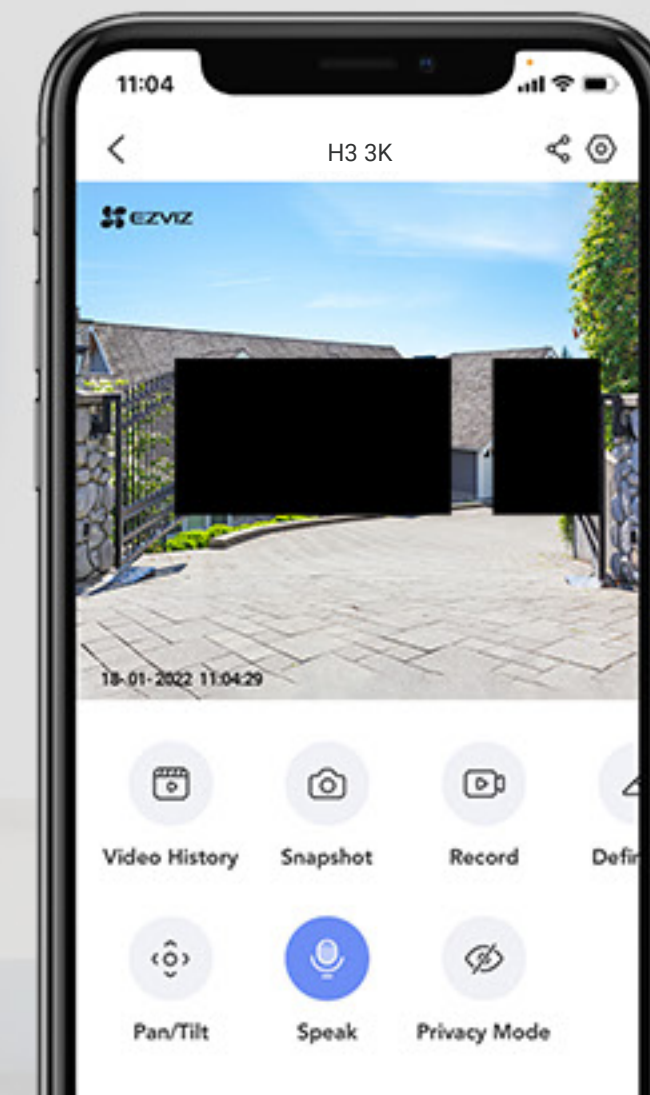 11:04
H3 3K
EZVIZ
18-01-2022 11:04:29
Video History
Snapshot
Record
Pan/Tilt
Speak
Privacy Mode